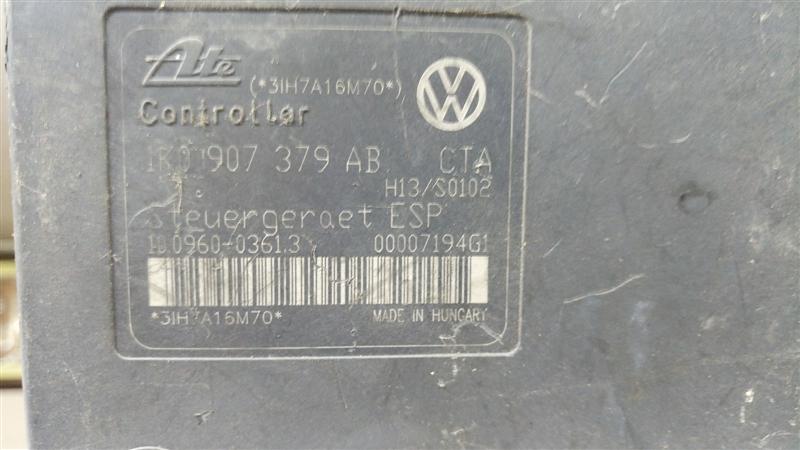 Ate (*3IH7A16M70*)
Controller
1K0 907 379 AB CTA
H13/S0102
Steuergeraet ESP
10.0960-0361.3 00007194G1
*3IH7A16M70* MADE IN HUNGARY